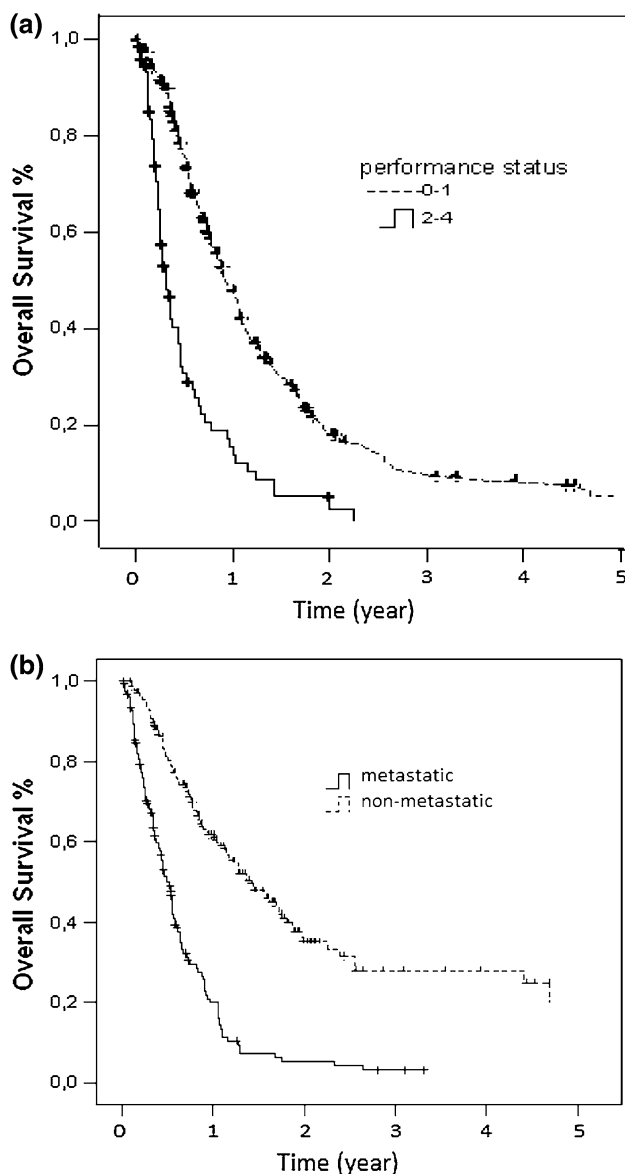 (a)
Overall Survival %
1,0
0,8
0,6
0,4
0,2
0,0
performance status
0-1
2-4
0 1 2 3 4 5
Time (year)
(b)
Overall Survival %
1,0
0,8
0,6
0,4
0,2
0,0
metastatic
non-metastatic
0 1 2 3 4 5
Time (year)